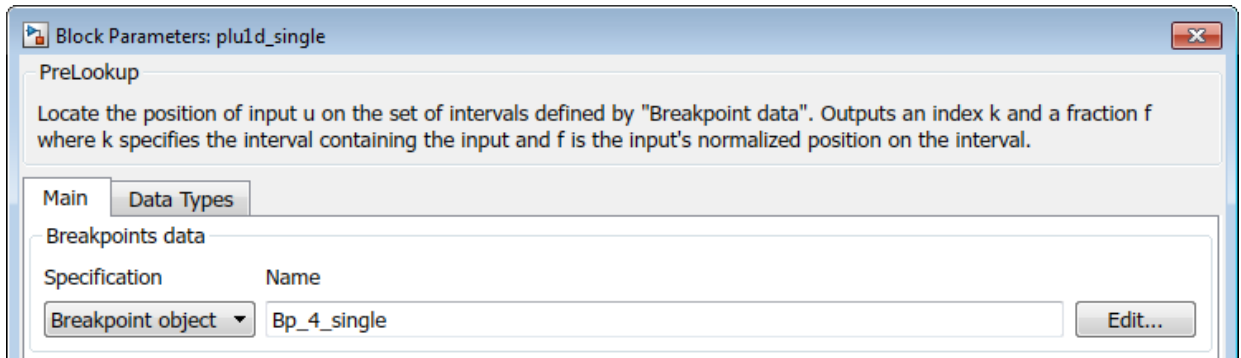 Block Parameters: plu1d_single
PreLookup
Locate the position of input u on the set of intervals defined by "Breakpoint data". Outputs an index k and a fraction f
where k specifies the interval containing the input and f is the input's normalized position on the interval.
Main Data Types
Breakpoints data
Specification Name
Breakpoint object Bp_4_single Edit...